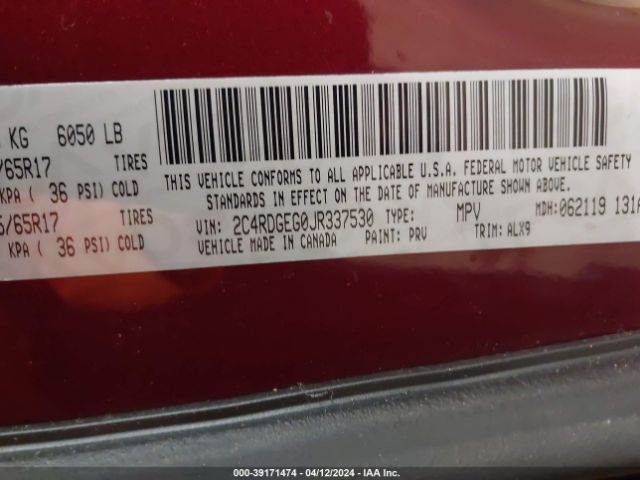 KG 6050 LB
/65R17 TIRES
KPA ( 36 PSI) COLD
/65R17 TIRES
KPA ( 36 PSI) COLD
THIS VEHICLE CONFORMS TO ALL APPLICABLE U.S.A. FEDERAL MOTOR VEHICLE SAFETY
STANDARDS IN EFFECT ON THE DATE OF MANUFACTURE SHOWN ABOVE.
VIN: 2C4RDGEG0JR337530 TYPE: MPV MDH: 062119 131
VEHICLE MADE IN CANADA PAINT: PRV TRIM: ALX9
000-39171474 - 04/12/2024 - IAA Inc.